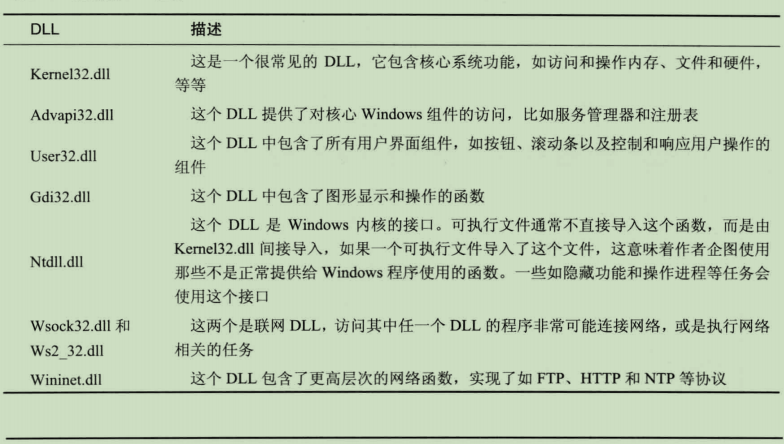 DLL 描述
Kernel32.dll 这是一个很常见的 DLL，它包含核心系统功能，如访问和操作内存、文件和硬件，
等等
Advapi32.dll 这个 DLL 提供了对核心 Windows 组件的访问，比如服务管理器和注册表
User32.dll 这个 DLL 中包含了所有用户界面组件，如按钮、滚动条以及控制和响应用户操作的
组件
Gdi32.dll 这个 DLL 中包含了图形显示和操作的函数
Ntdll.dll 这个 DLL 是 Windows 内核的接口。可执行文件通常不直接导入这个函数，而是由
Kernel32.dll 间接导入，如果一个可执行文件导入了这个文件，这意味着作者企图使用
那些不是正常提供给 Windows 程序使用的函数。一些如隐藏功能和操作进程等任务会
使用这个接口
Wsock32.dll 和 这两个是联网 DLL，访问其中任一个 DLL 的程序非常可能连接网络，或是执行网络
Ws2_32.dll 相关的任务
Wininet.dll 这个 DLL 包含了更高层次的网络函数，实现了如 FTP、HTTP 和 NTP 等协议